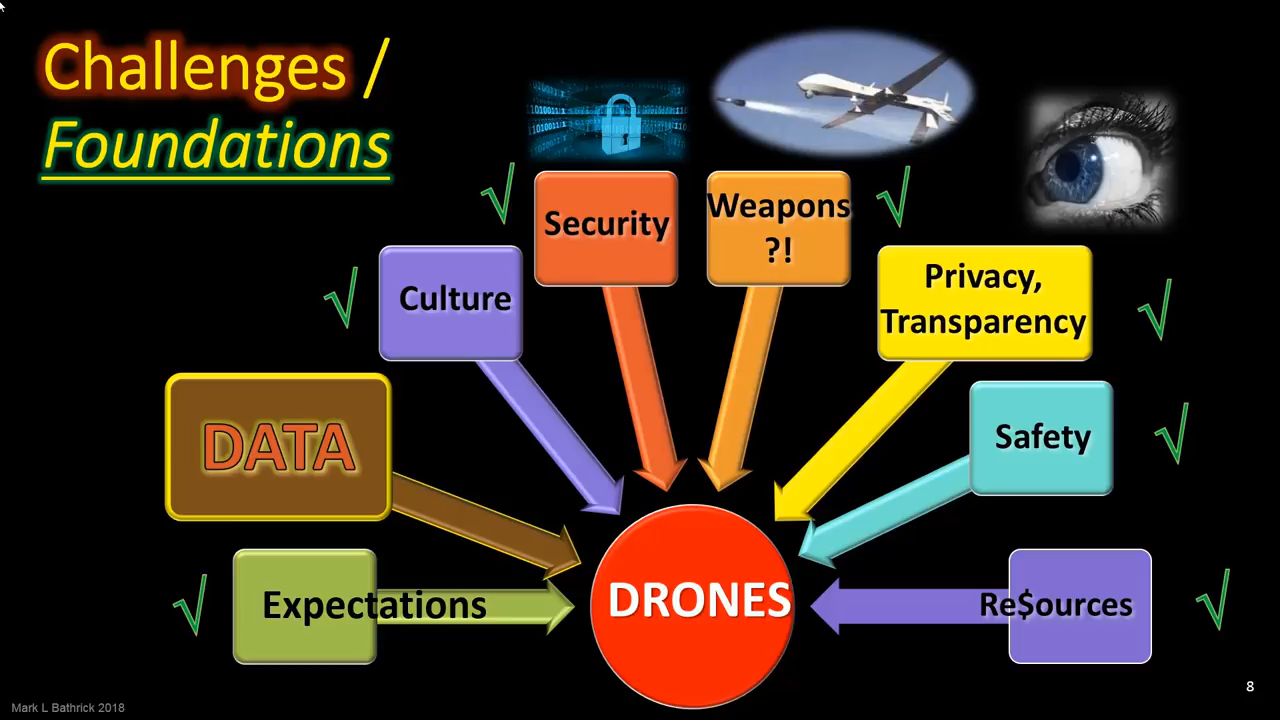 Challenges /
Foundations
Security
Weapons
?!
Culture
Privacy,
Transparency
DATA
Safety
Expectations
DRONES
Re$ources
8
Mark L Bathrick 2018